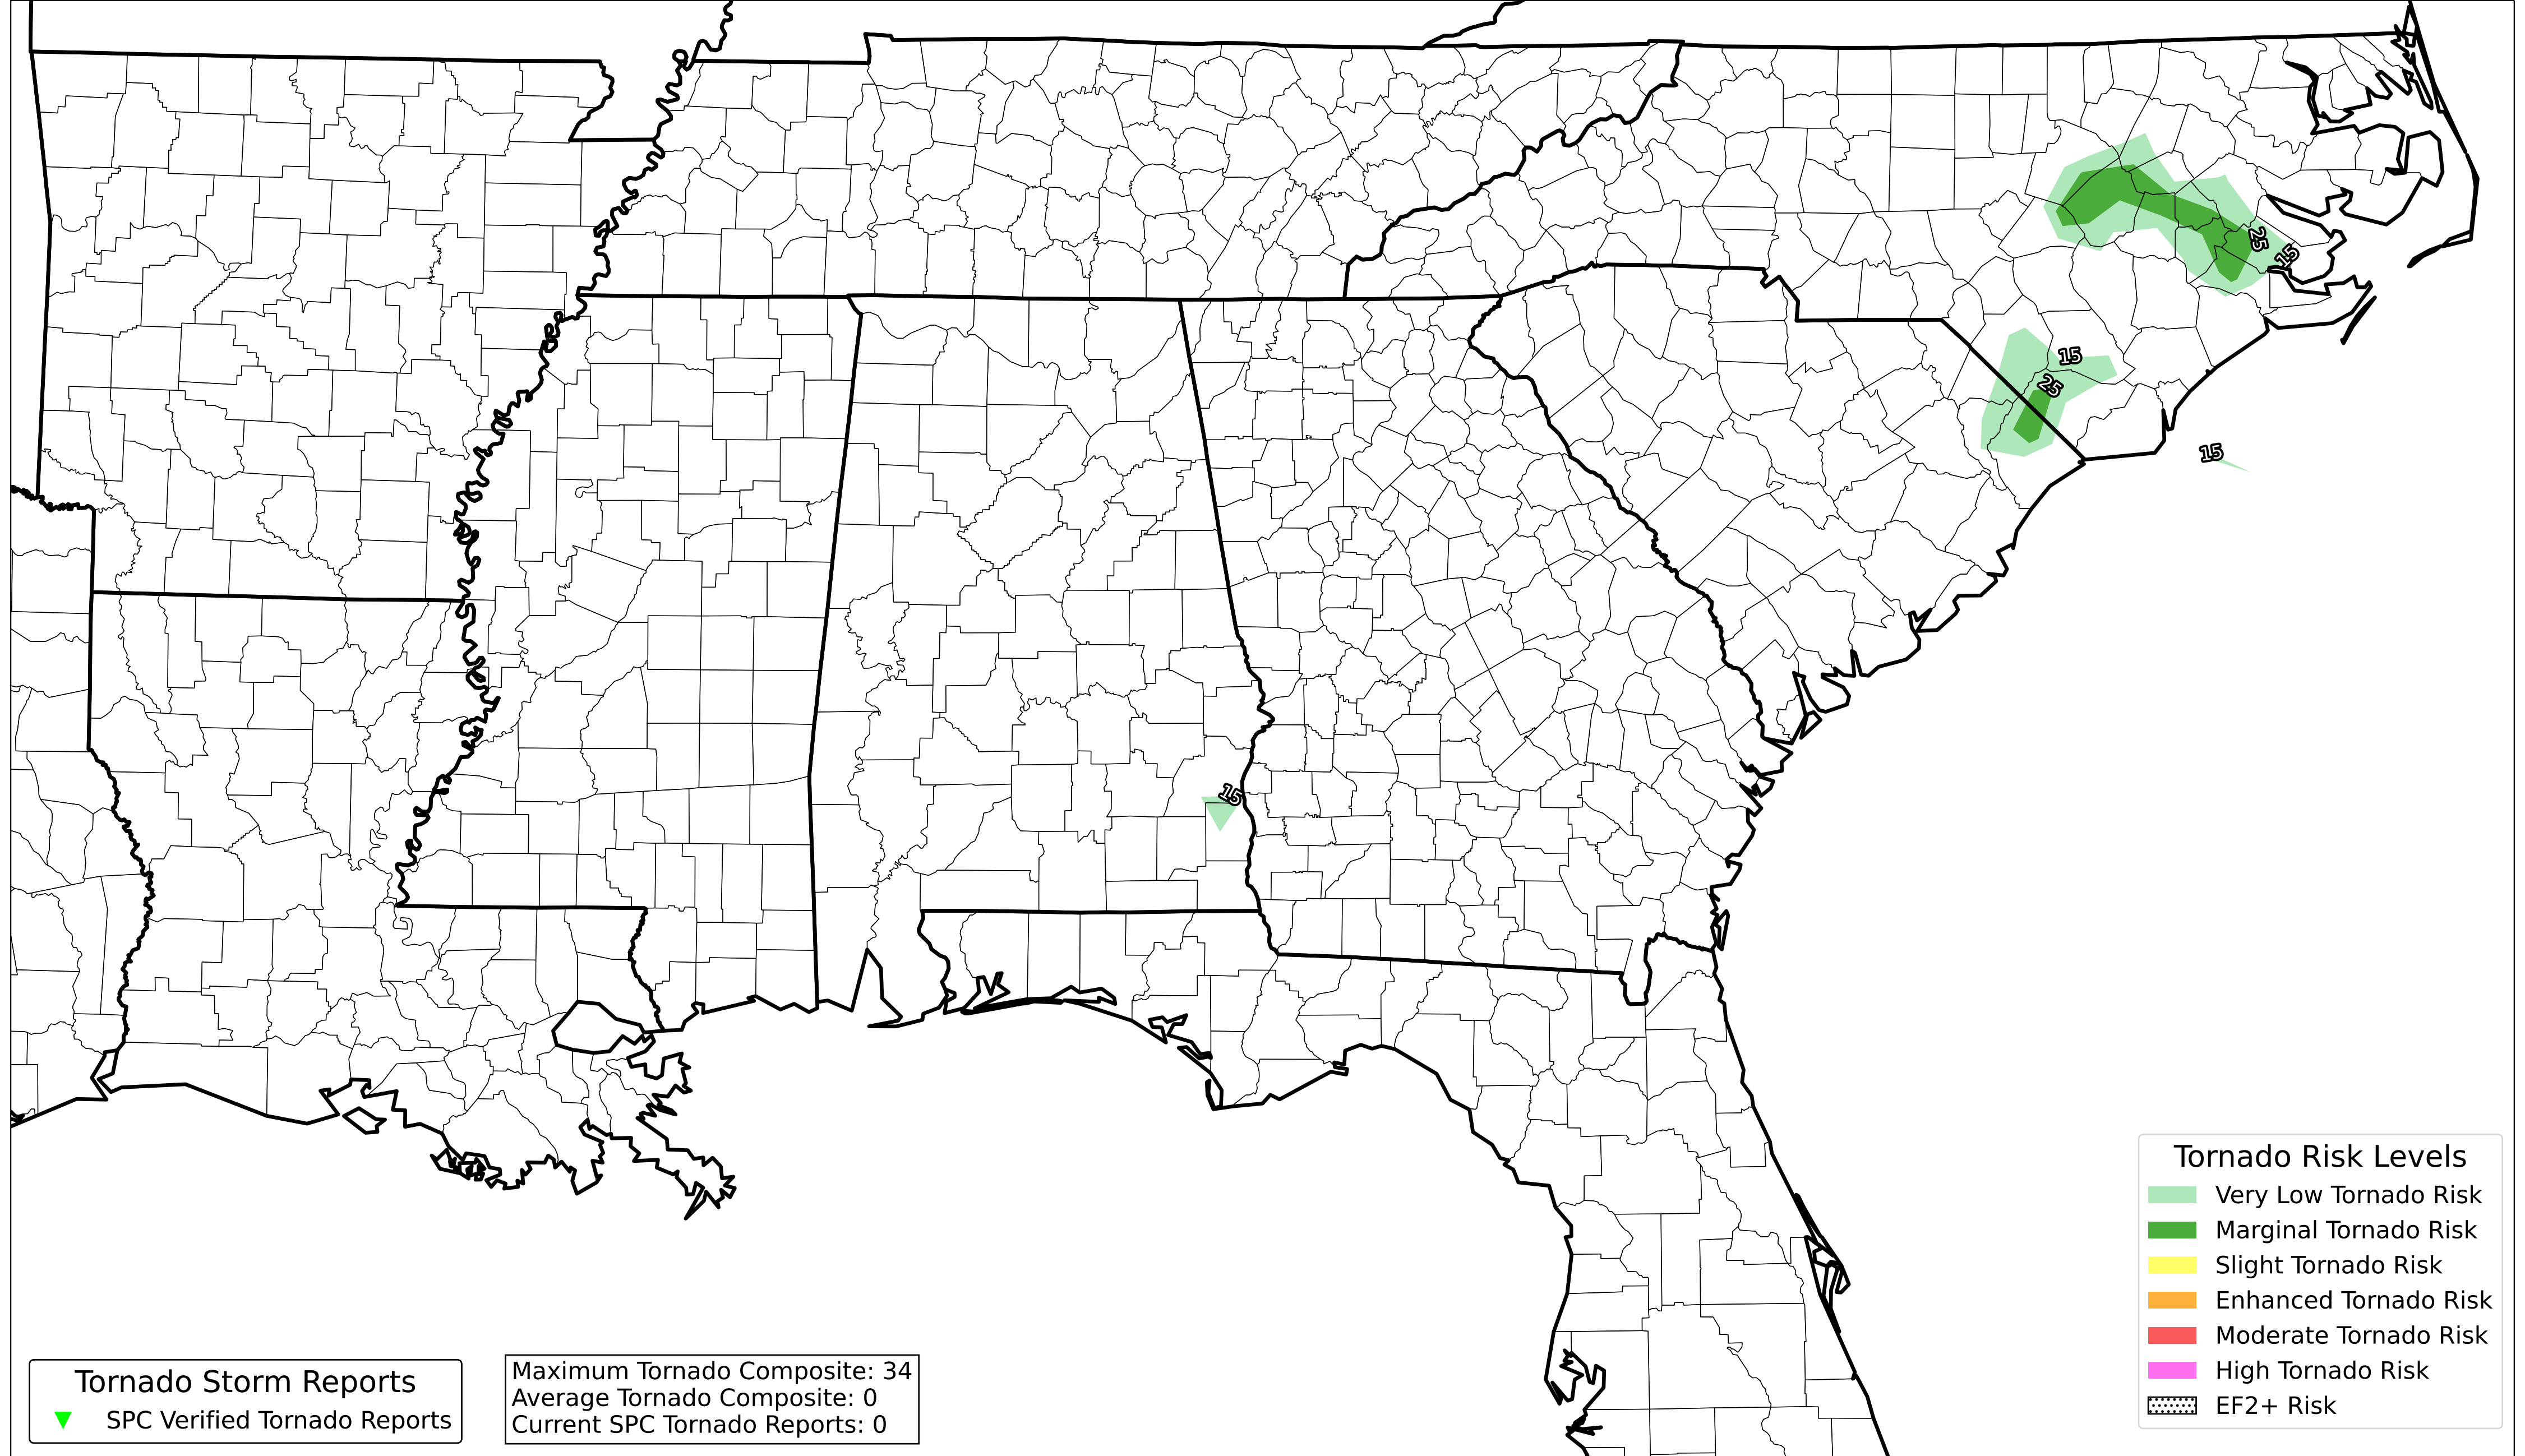 25
15
15
25
15
15
Tornado Risk Levels
Very Low Tornado Risk
Marginal Tornado Risk
Slight Tornado Risk
Enhanced Tornado Risk
Moderate Tornado Risk
High Tornado Risk
EF2+ Risk
Tornado Storm Reports
SPC Verified Tornado Reports
Maximum Tornado Composite: 34
Average Tornado Composite: 0
Current SPC Tornado Reports: 0